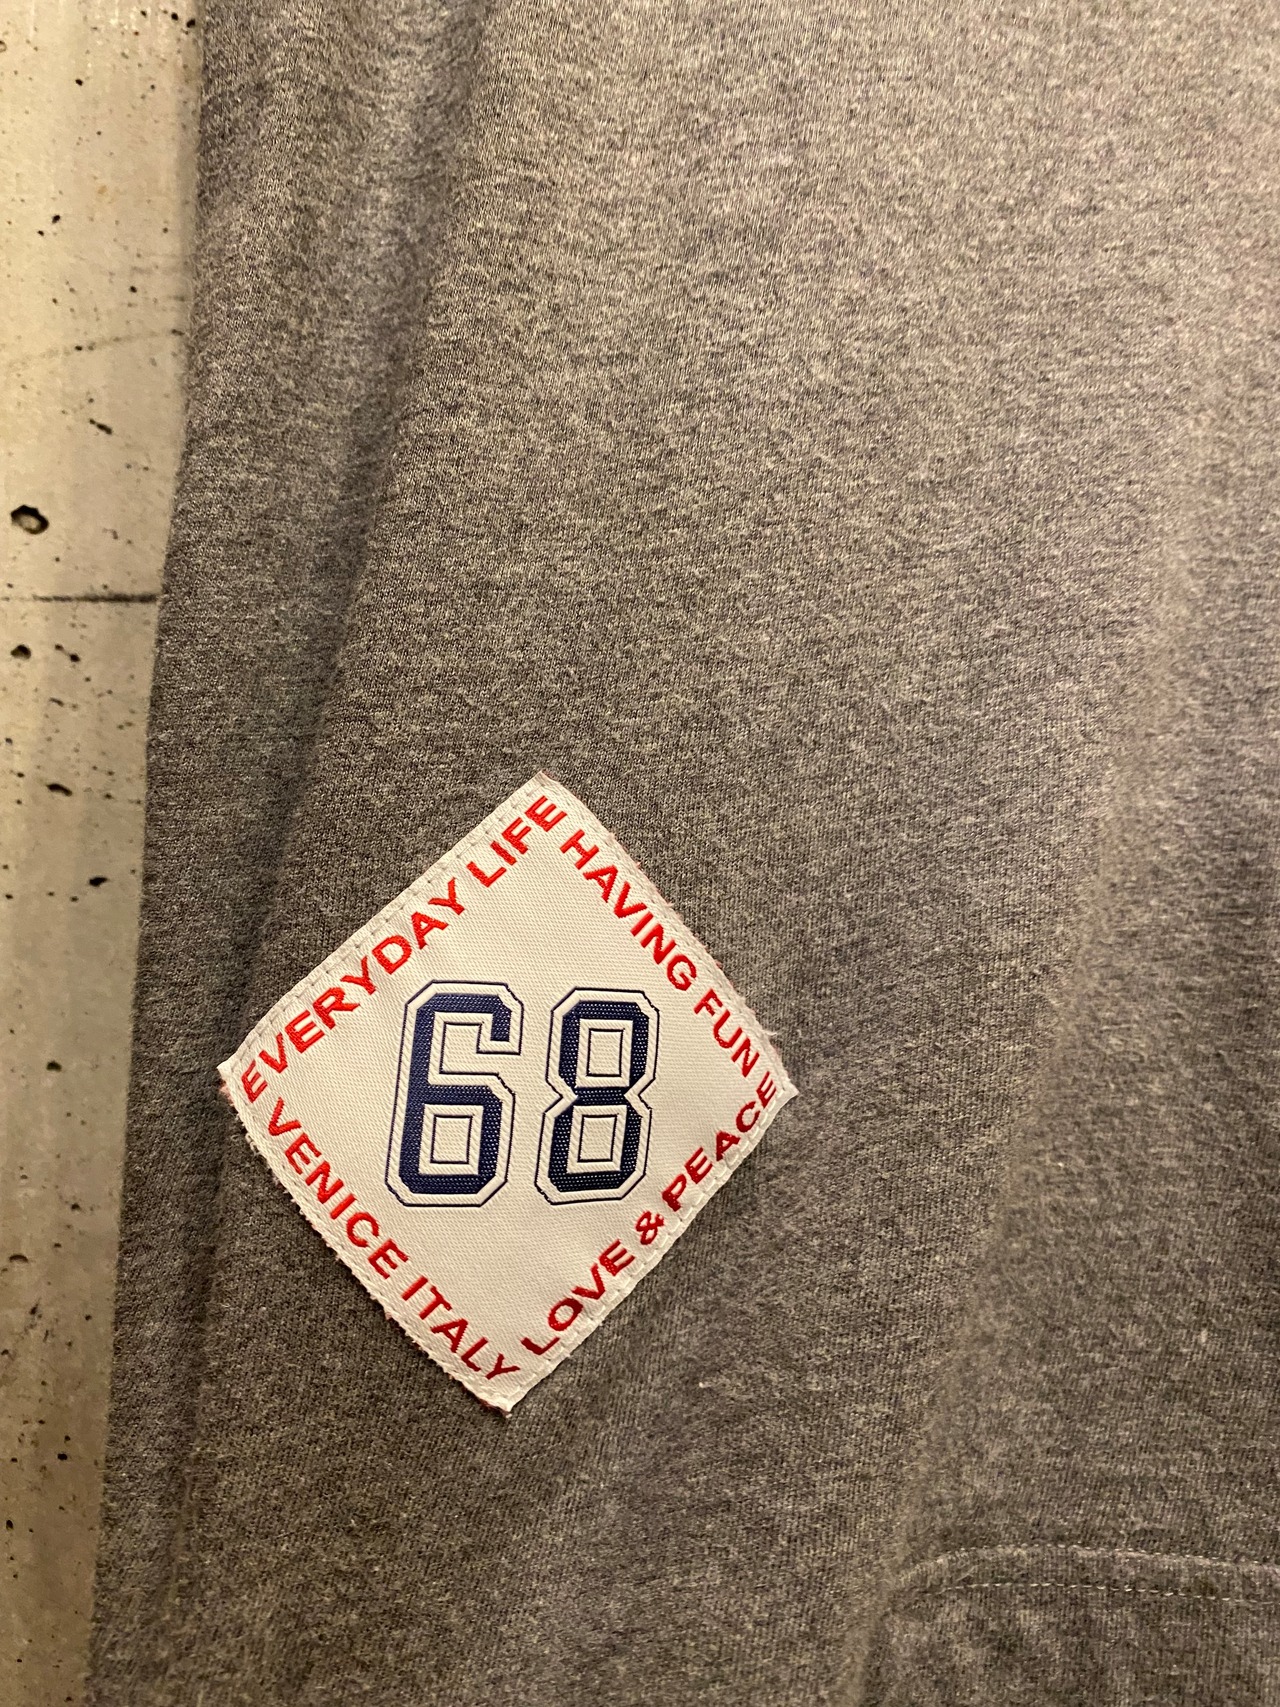 EVERYDAY LIFE
HAVING FUN E
68
E VENICE ITALY
LOVE & PEACE